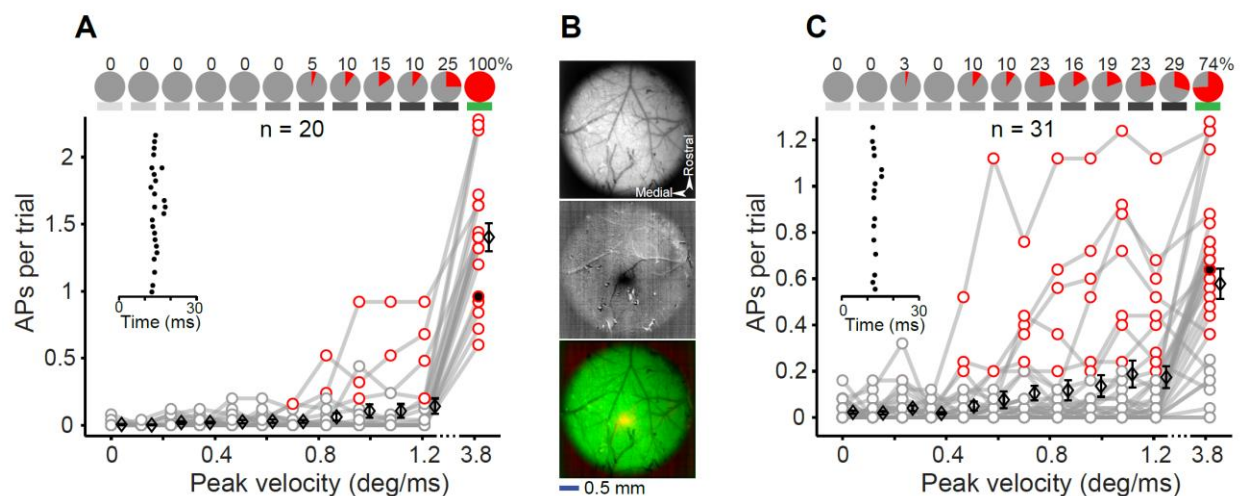 A
0 0 0 0 0 0 5 10 15 10 25 100%
n = 20
APs per trial
2
1.5
1
0.5
0
0 30
Time (ms)
0 0.4 0.8 1.2 3.8
Peak velocity (deg/ms)
B
Rostral
Medial
0.5 mm
C
0 0 3 0 10 10 23 16 19 23 29 74%
n = 31
APs per trial
1.2
1
0.8
0.6
0.4
0.2
0
0 30
Time (ms)
0 0.4 0.8 1.2 3.8
Peak velocity (deg/ms)